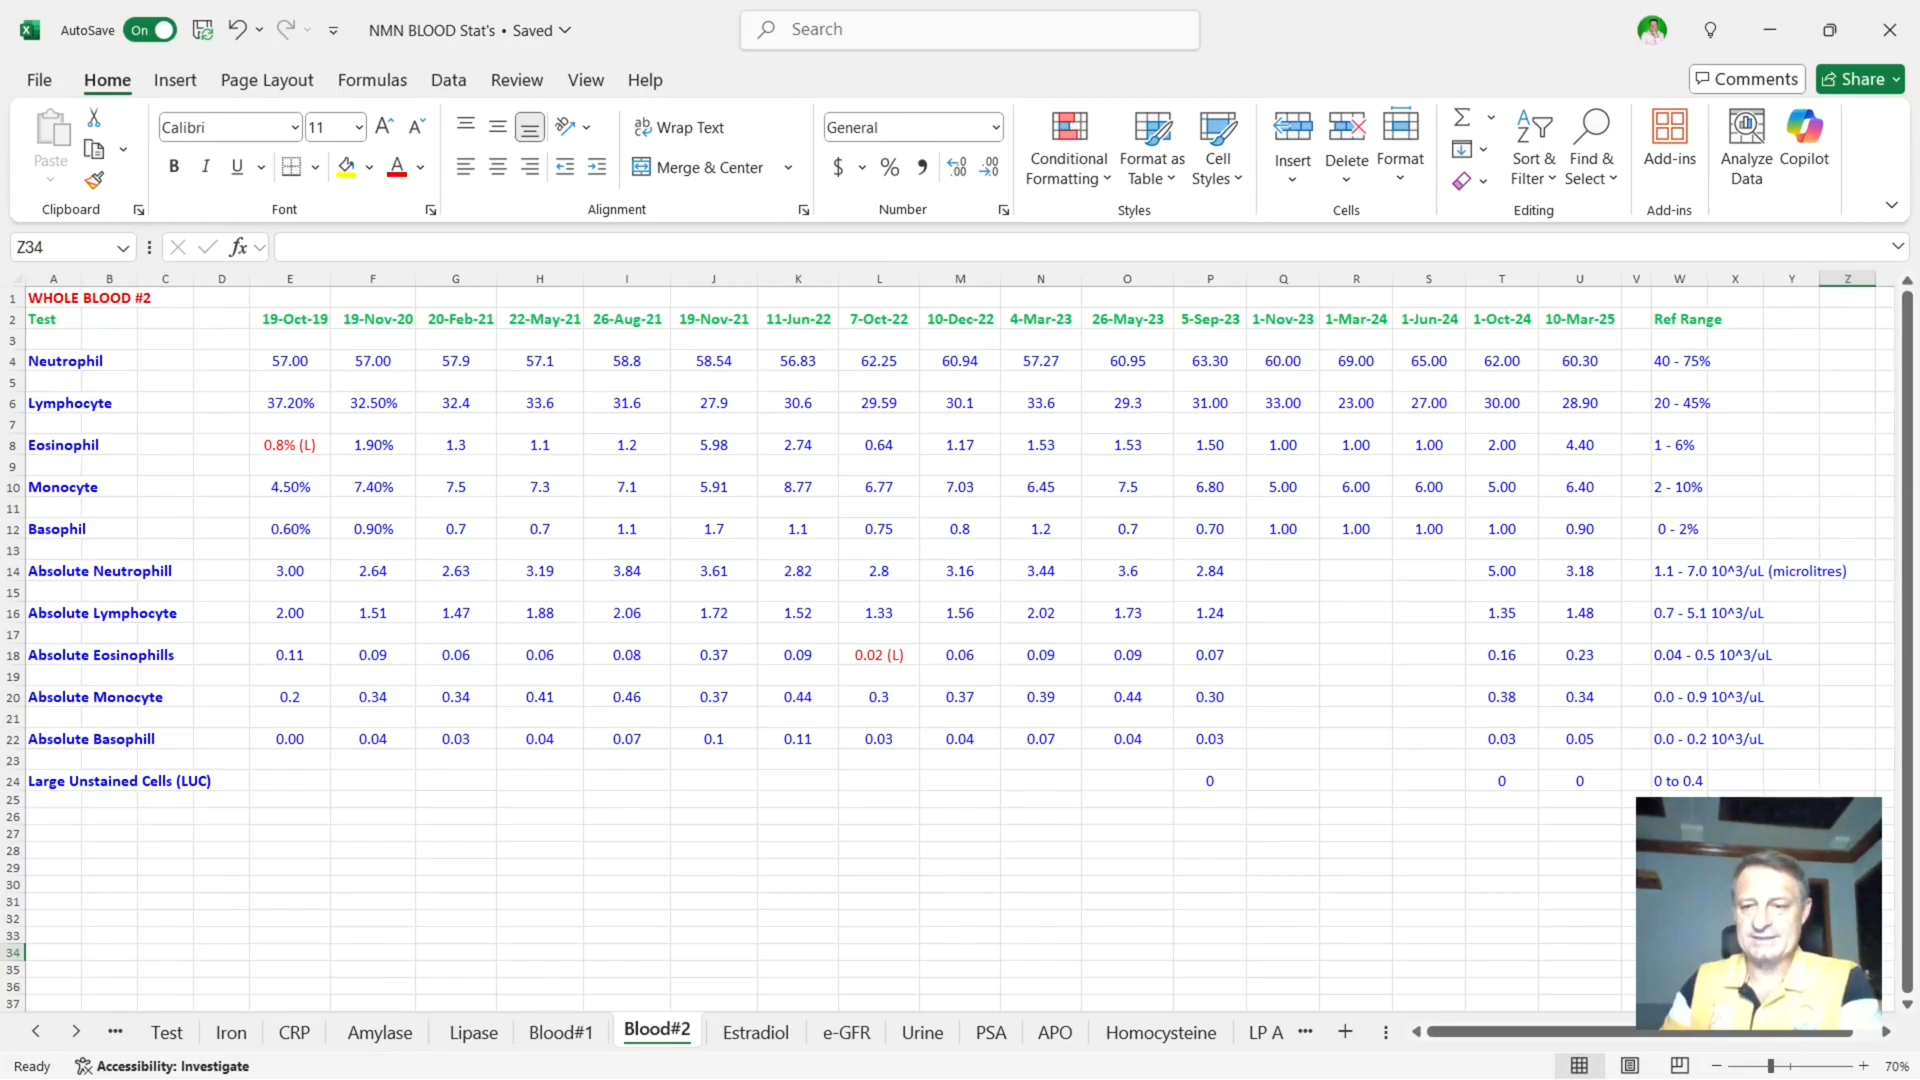 AutoSave On NMN BLOOD Stat's • Saved Search
File Home Insert Page Layout Formulas Data Review View Help Comments Share
Calibri 11 Wrap Text General
Paste B I U Merge & Center $ % Conditional Formatting Format as Table Cell Styles Insert Delete Format Sort & Filter Find & Select Add-ins Analyze Data Copilot
Clipboard Font Alignment Number Styles Cells Editing Add-ins
Z34 fx
A B C D E F G H I J K L M N O P Q R S T U V W X Y Z
1 WHOLE BLOOD #2
2 Test 19-Oct-19 19-Nov-20 20-Feb-21 22-May-21 26-Aug-21 19-Nov-21 11-Jun-22 7-Oct-22 10-Dec-22 4-Mar-23 26-May-23 5-Sep-23 1-Nov-23 1-Mar-24 1-Jun-24 1-Oct-24 10-Mar-25 Ref Range
3
4 Neutrophil 57.00 57.00 57.9 57.1 58.8 58.54 56.83 62.25 60.94 57.27 60.95 63.30 60.00 69.00 65.00 62.00 60.30 40 - 75%
5
6 Lymphocyte 37.20% 32.50% 32.4 33.6 31.6 27.9 30.6 29.59 30.1 33.6 29.3 31.00 33.00 23.00 27.00 30.00 28.90 20 - 45%
7
8 Eosinophil 0.8% (L) 1.90% 1.3 1.1 1.2 5.98 2.74 0.64 1.17 1.53 1.53 1.50 1.00 1.00 1.00 2.00 4.40 1 - 6%
9
10 Monocyte 4.50% 7.40% 7.5 7.3 7.1 5.91 8.77 6.77 7.03 6.45 7.5 6.80 5.00 6.00 6.00 5.00 6.40 2 - 10%
11
12 Basophil 0.60% 0.90% 0.7 0.7 1.1 1.7 1.1 0.75 0.8 1.2 0.7 0.70 1.00 1.00 1.00 1.00 0.90 0 - 2%
13
14 Absolute Neutrophill 3.00 2.64 2.63 3.19 3.84 3.61 2.82 2.8 3.16 3.44 3.6 2.84 5.00 3.18 1.1 - 7.0 10^3/uL (microlitres)
15
16 Absolute Lymphocyte 2.00 1.51 1.47 1.88 2.06 1.72 1.52 1.33 1.56 2.02 1.73 1.24 1.35 1.48 0.7 - 5.1 10^3/uL
17
18 Absolute Eosinophills 0.11 0.09 0.06 0.06 0.08 0.37 0.09 0.02 (L) 0.06 0.09 0.09 0.07 0.16 0.23 0.04 - 0.5 10^3/uL
19
20 Absolute Monocyte 0.2 0.34 0.34 0.41 0.46 0.37 0.44 0.3 0.37 0.39 0.44 0.30 0.38 0.34 0.0 - 0.9 10^3/uL
21
22 Absolute Basophill 0.00 0.04 0.03 0.04 0.07 0.1 0.11 0.03 0.04 0.07 0.04 0.03 0.03 0.05 0.0 - 0.2 10^3/uL
23
24 Large Unstained Cells (LUC) 0 0 0 0 to 0.4
25
26
27
28
29
30
31
32
33
34
35
36
37
Test Iron CRP Amylase Lipase Blood#1 Blood#2 Estradiol e-GFR Urine PSA APO Homocysteine LP A
Ready Accessibility: Investigate 70%